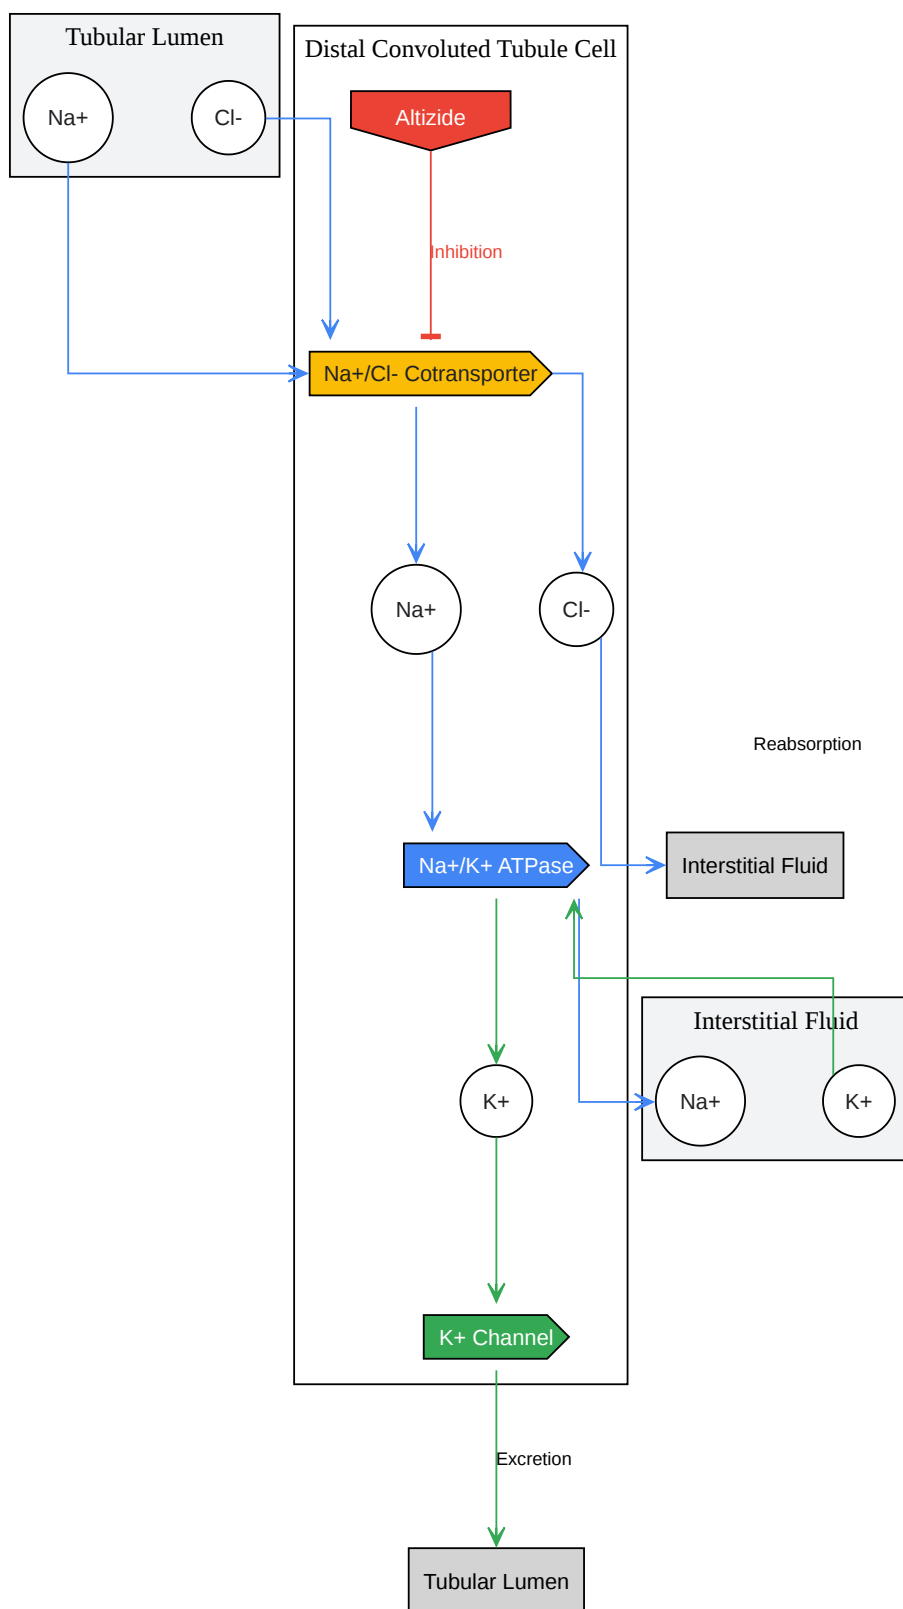 Tubular Lumen
Distal Convoluted Tubule Cell
Na+
Cl-
Altizide
Inhibition
Na+/Cl- Cotransporter
Na+
Cl-
Reabsorption
Na+/K+ ATPase
Interstitial Fluid
Interstitial Fluid
K+
Na+
K+
K+ Channel
Excretion
Tubular Lumen